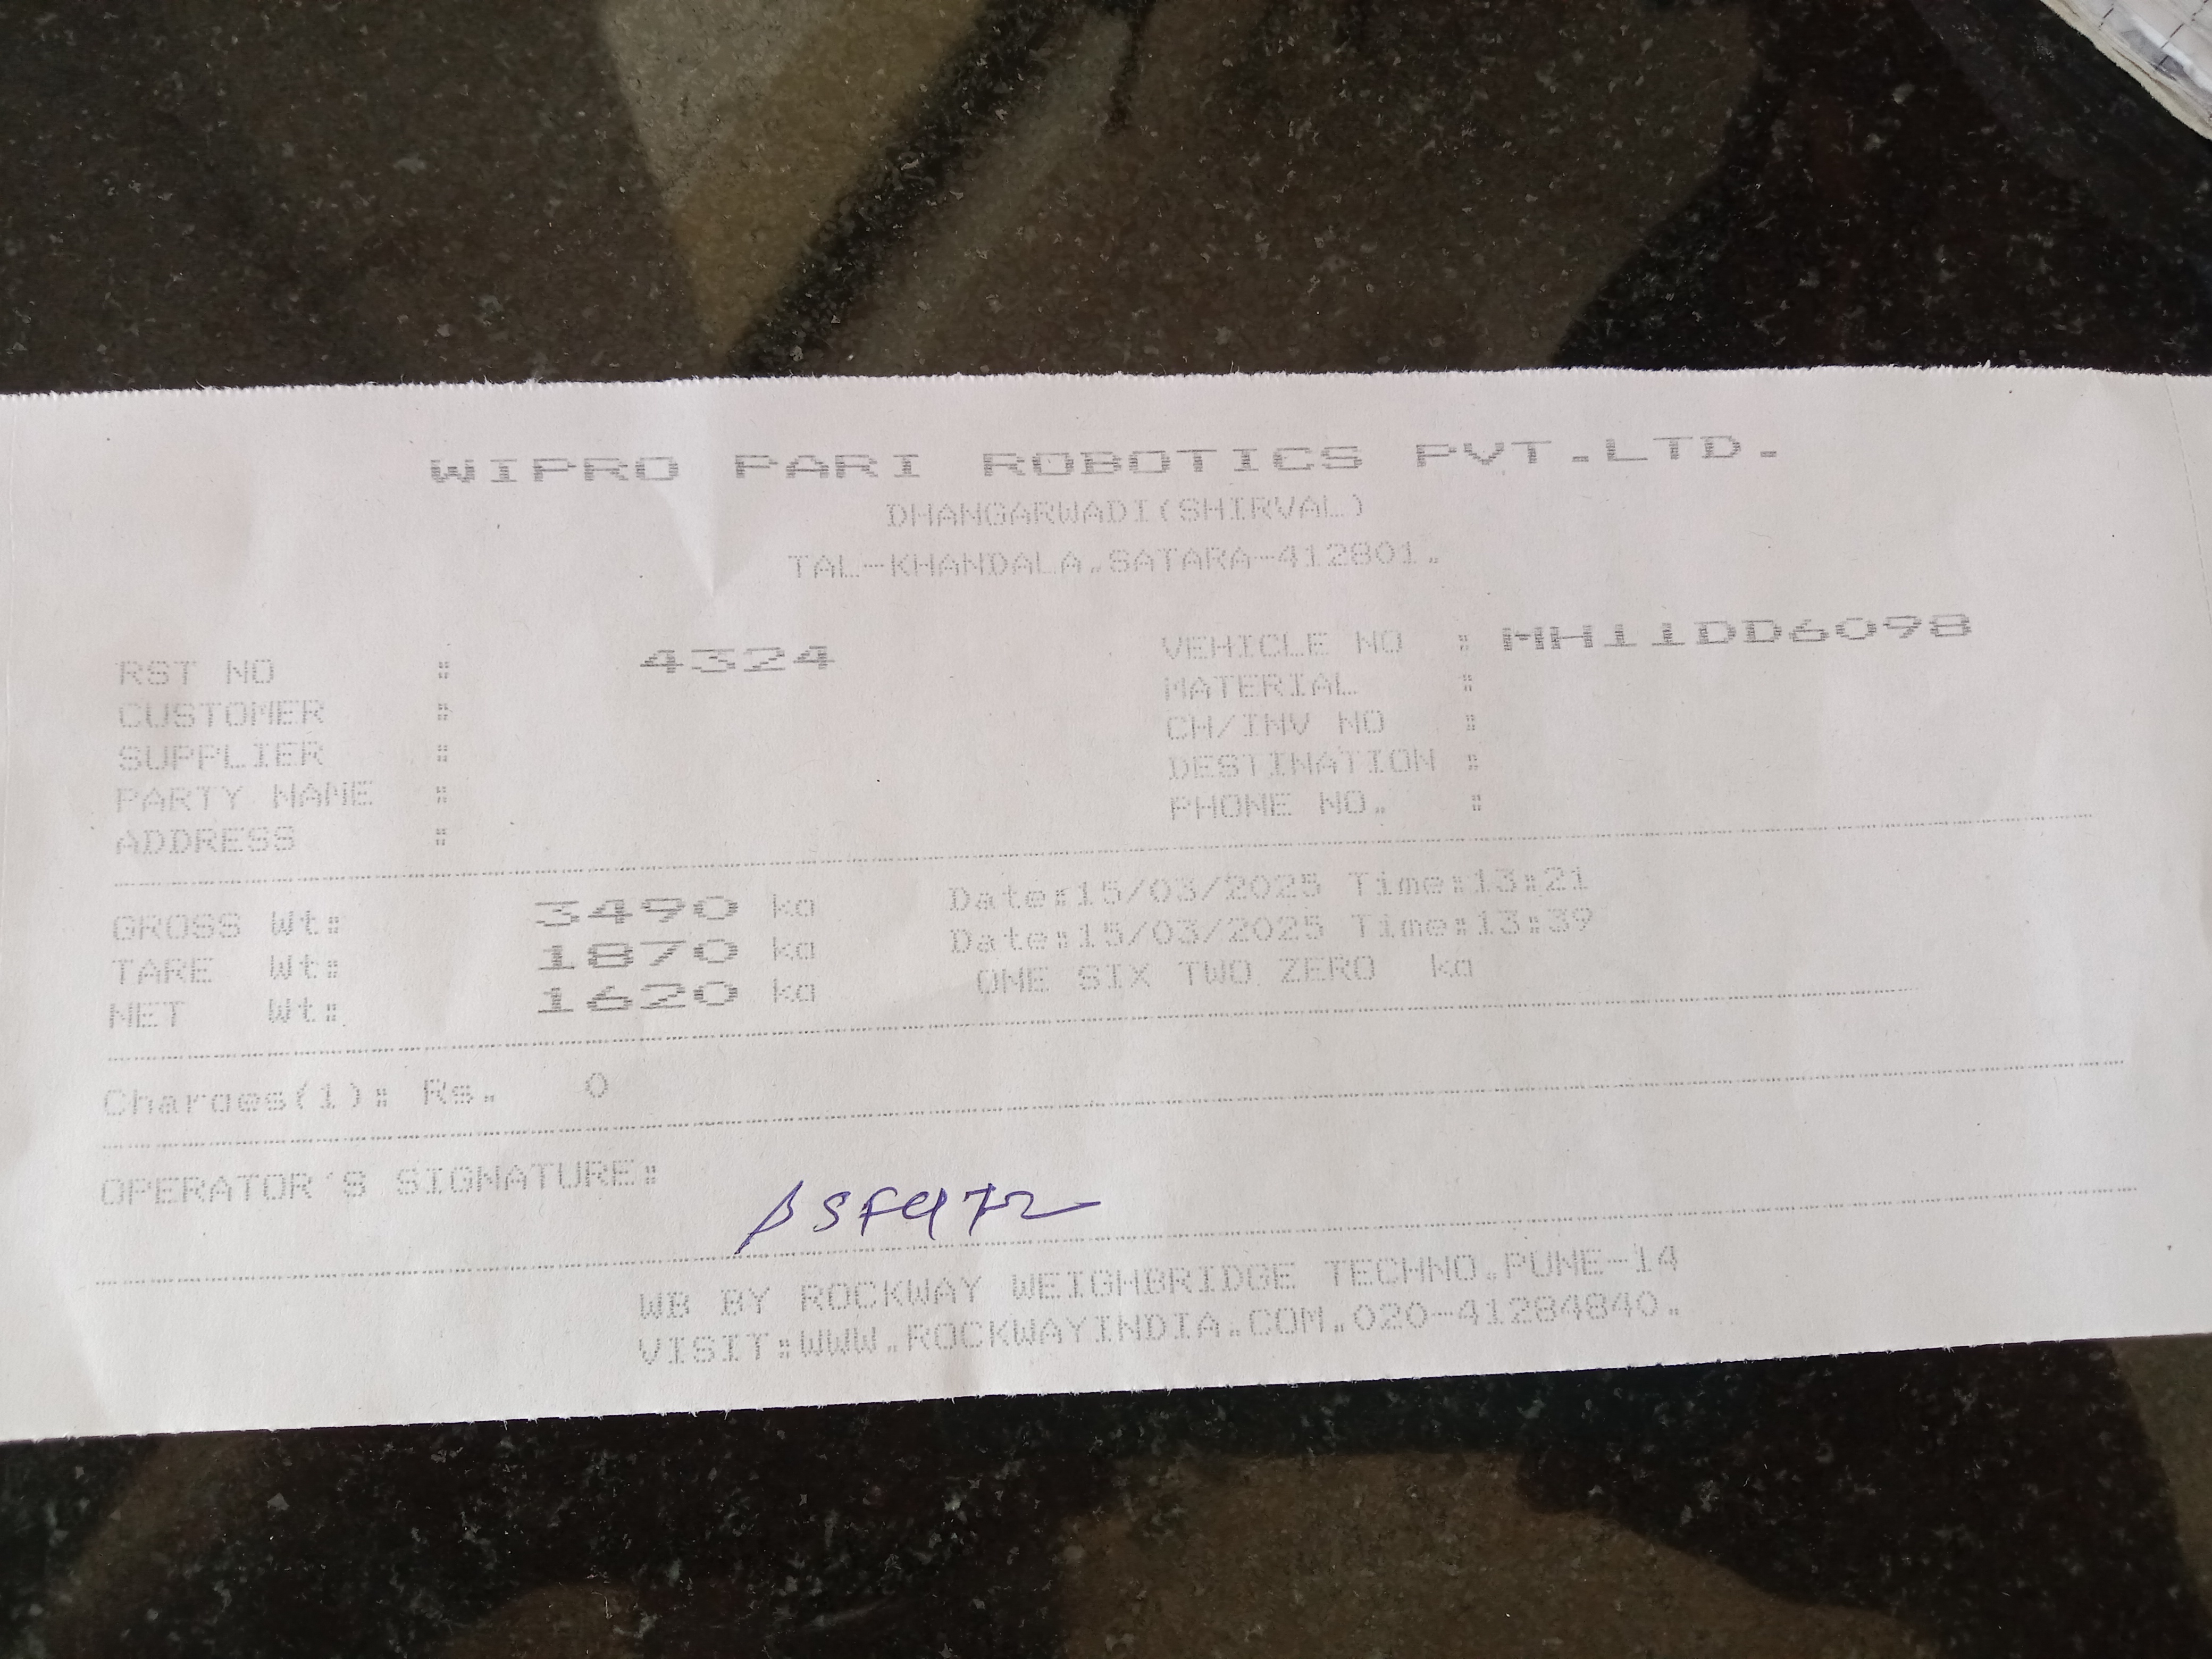 WIPRO PARI ROBOTICS PVT.LTD.
DHANGARWADI(SHIRVAL)
TAL-KHANDALA.SATARA-412801.
RST NO : 4324 VEHICLE NO : MH11DD6098
CUSTOMER : MATERIAL :
SUPPLIER : CH/INV NO :
PARTY NAME : DESTINATION :
ADDRESS : PHONE NO. :
GROSS Wt: 3490 kg Date:15/03/2025 Time:13:21
TARE Wt: 1870 kg Date:15/03/2025 Time:13:39
NET Wt: 1620 kg ONE SIX TWO ZERO kg
Charges(1): Rs. 0
OPERATOR'S SIGNATURE:
WB BY ROCKWAY WEIGHBRIDGE TECHNO.PUNE-14
VISIT:WWW.ROCKWAYINDIA.COM.020-41284840.